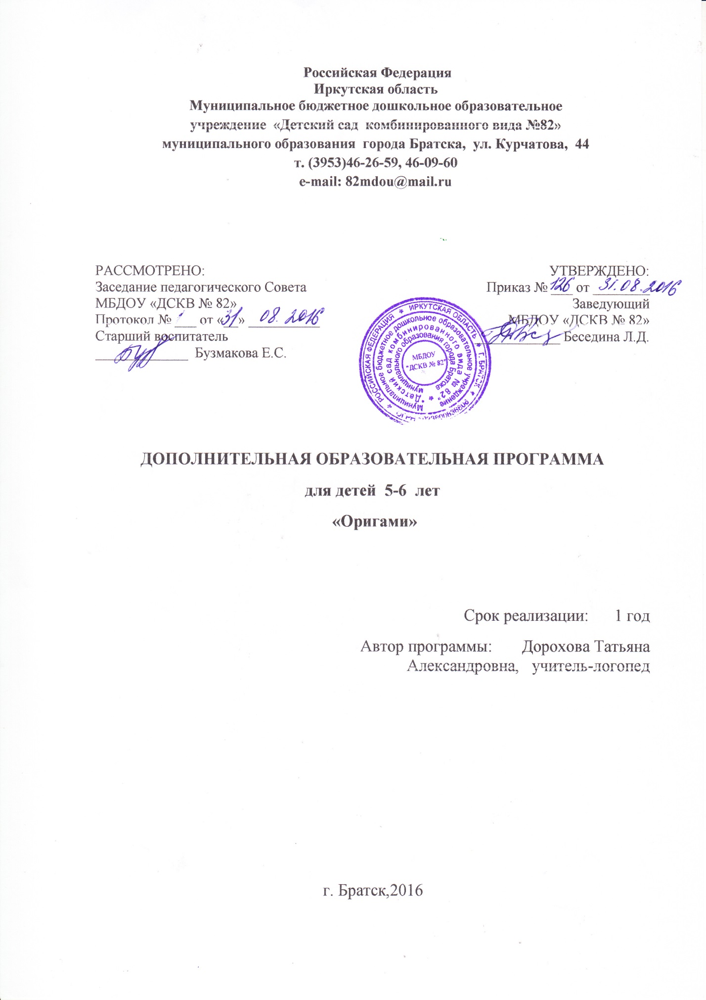 Российская Федерация
Иркутская область
Муниципальное бюджетное дошкольное образовательное
учреждение «Детский сад комбинированного вида №82»
муниципального образования города Братска, ул. Курчатова, 44
т. (3953)46-26-59, 46-09-60
e-mail: 82mdou@mail.ru
РАССМОТРЕНО:
Заседание педагогического Совета
МБДОУ «ДСКВ № 82»
Протокол № 1 от «31» 08. 2016
Старший воспитатель
Бузмакова Е.С.
УТВЕРЖДЕНО:
Приказ № 126 от 31.08.2016
Заведующий
МБДОУ «ДСКВ № 82»
Беседина Л.Д.
РОССИЙСКАЯ ФЕДЕРАЦИЯ * ИРКУТСКАЯ ОБЛАСТЬ * Г. БРАТСК *
Муниципальное бюджетное дошкольное образовательное учреждение
"Детский сад комбинированного вида № 82" *
муниципального образования города Братска
МБДОУ
"ДСКВ № 82"
ДОПОЛНИТЕЛЬНАЯ ОБРАЗОВАТЕЛЬНАЯ ПРОГРАММА
для детей 5-6 лет
«Оригами»
Срок реализации: 1 год
Автор программы: Дорохова Татьяна
Александровна, учитель-логопед
г. Братск,2016